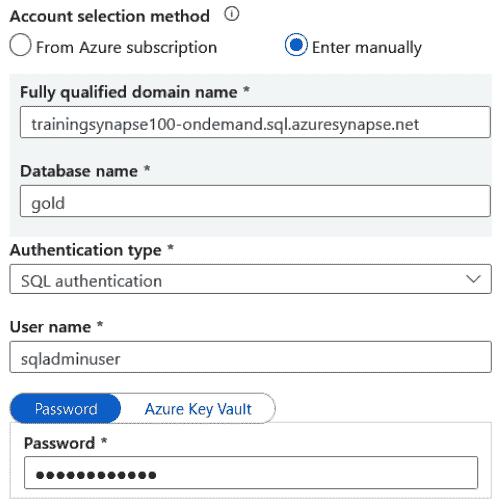 Account selection method
From Azure subscription Enter manually
Fully qualified domain name *
trainingsynapse100-ondemand.sql.azuresynapse.net
Database name *
gold
Authentication type *
SQL authentication
User name *
sqladminuser
Password Azure Key Vault
Password *
••••••••••••